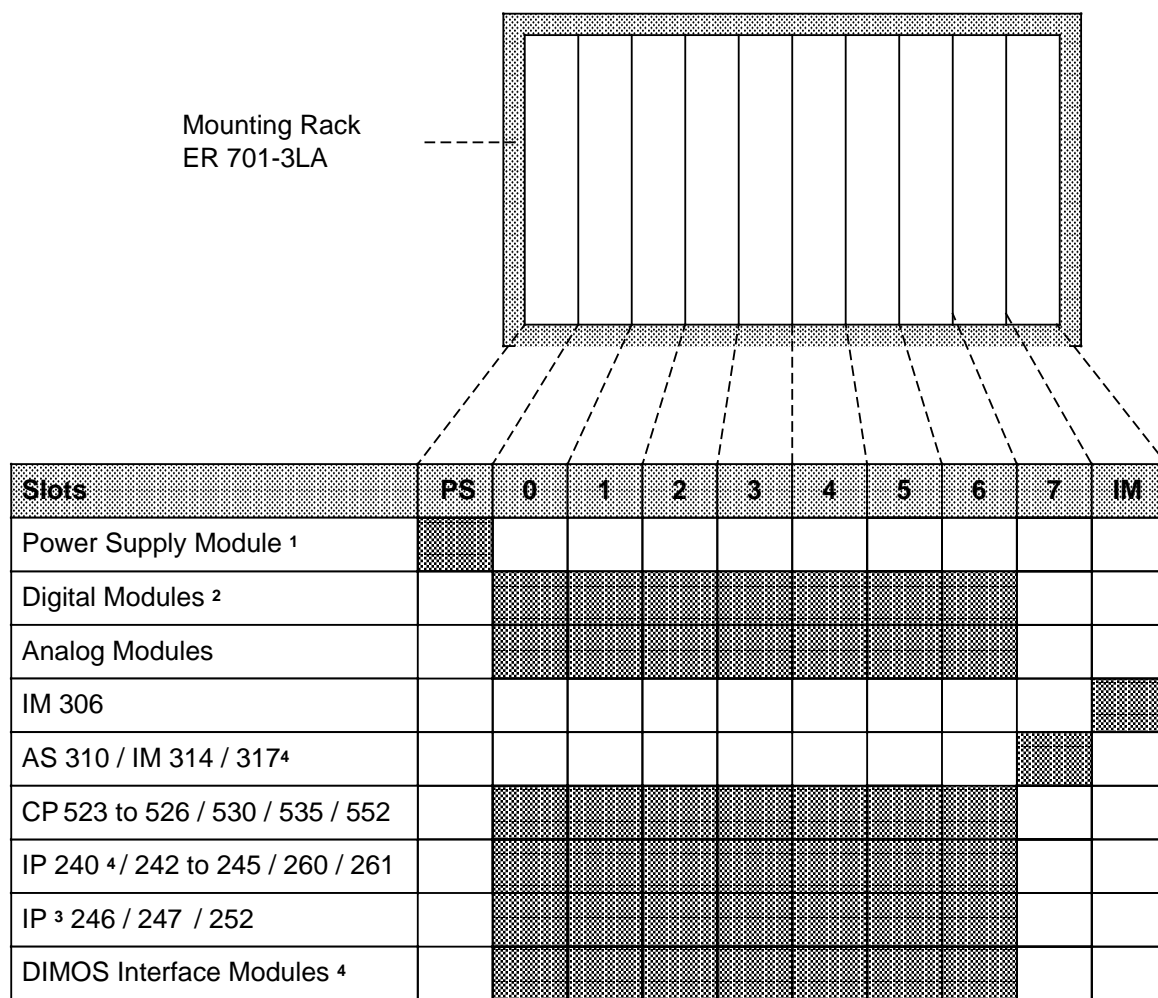 Mounting Rack
ER 701-3LA
Slots PS 0 1 2 3 4 5 6 7 IM
Power Supply Module 1
Digital Modules 2
Analog Modules
IM 306
AS 310 / IM 314 / 317 4
CP 523 to 526 / 530 / 535 / 552
IP 240 4 / 242 to 245 / 260 / 261
IP 3 246 / 247 / 252
DIMOS Interface Modules 4